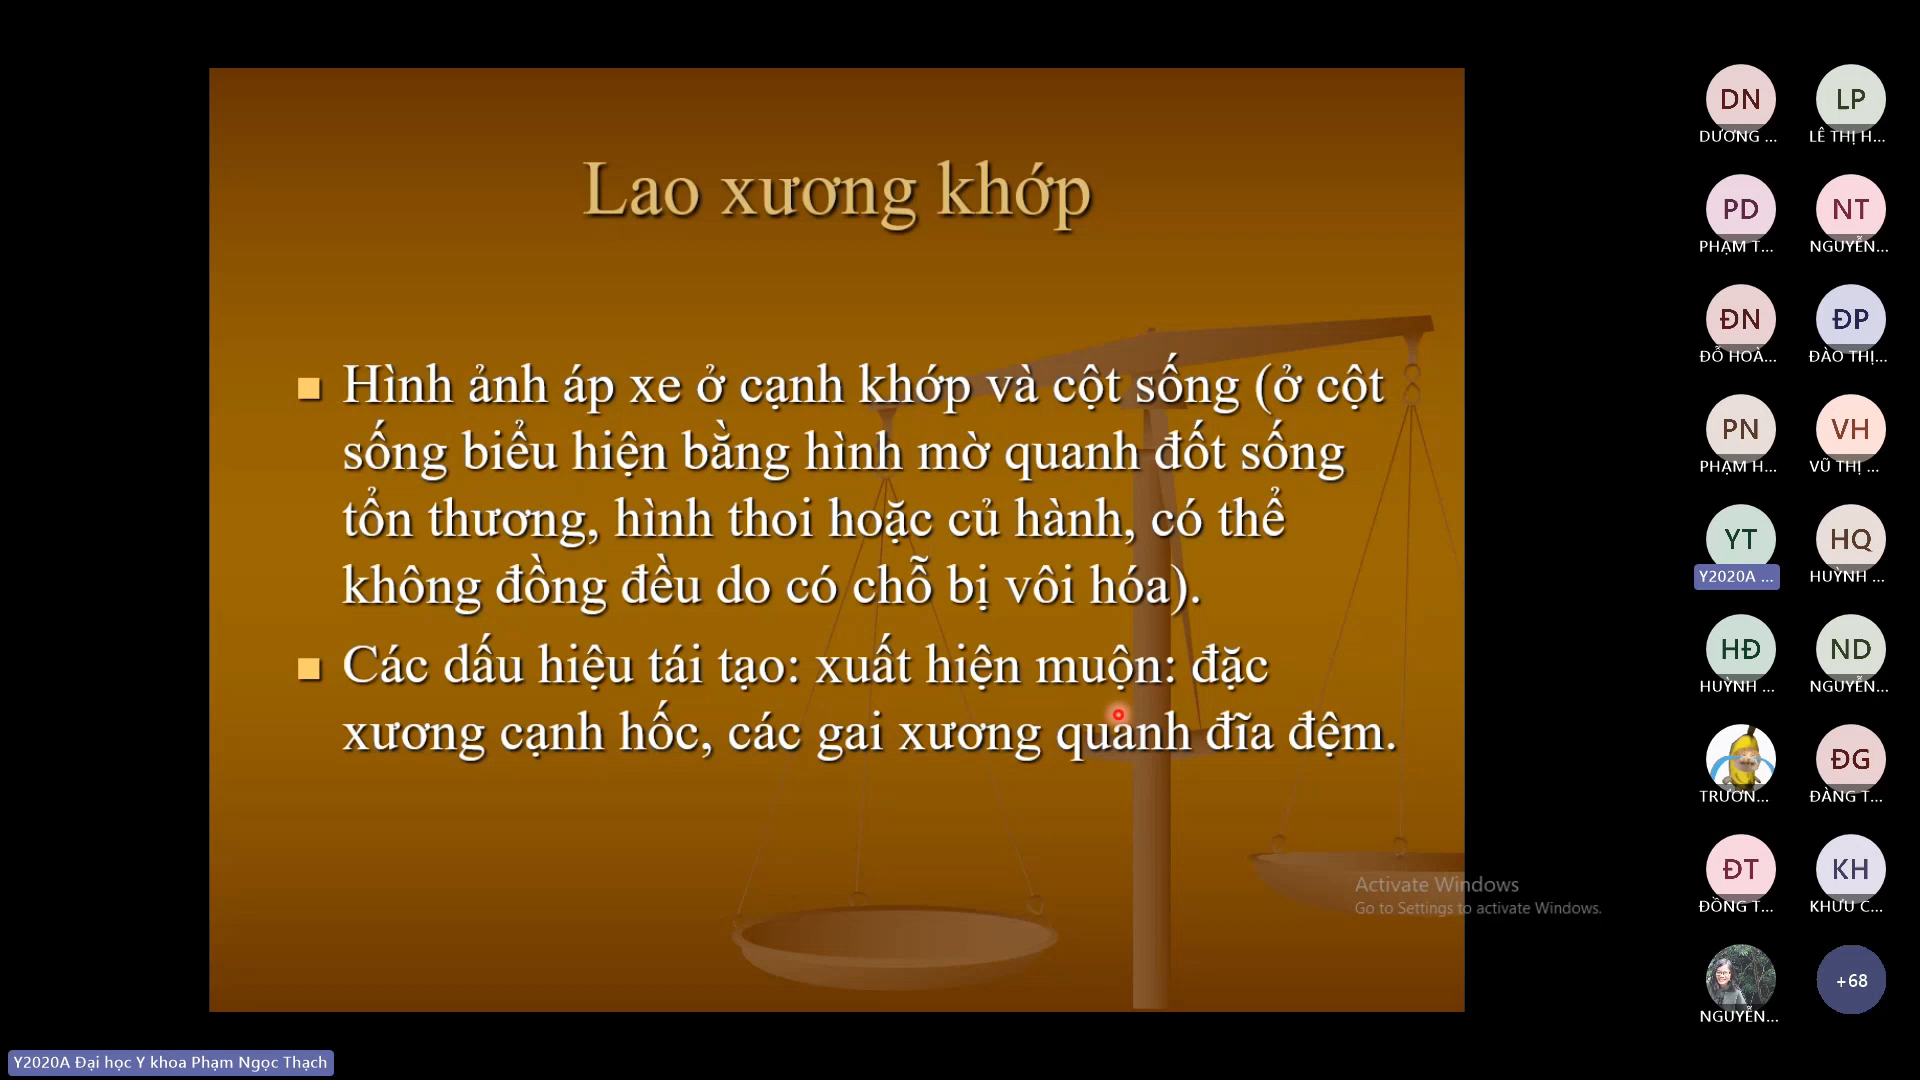 Lao xương khớp
Hình ảnh áp xe ở cạnh khớp và cột sống (ở cột
sống biểu hiện bằng hình mờ quanh đốt sống
tổn thương, hình thoi hoặc củ hành, có thể
không đồng đều do có chỗ bị vôi hóa).
Các dấu hiệu tái tạo: xuất hiện muộn: đặc
xương cạnh hốc, các gai xương quanh đĩa đệm.
Activate Windows
Go to Settings to activate Windows.
DN
DƯƠNG ...
LP
LÊ THỊ H...
PD
PHẠM T...
NT
NGUYỄN...
ĐN
ĐỖ HOÀ...
ĐP
ĐÀO THỊ...
PN
PHẠM H...
VH
VŨ THỊ ...
YT
Y2020A ...
HQ
HUỲNH ...
HĐ
HUỲNH ...
ND
NGUYỄN...
TRƯƠN...
ĐG
ĐÀNG T...
ĐT
ĐỒNG T...
KH
KHƯU C...
NGUYỄN...
+68
Y2020A Đại học Y khoa Phạm Ngọc Thạch